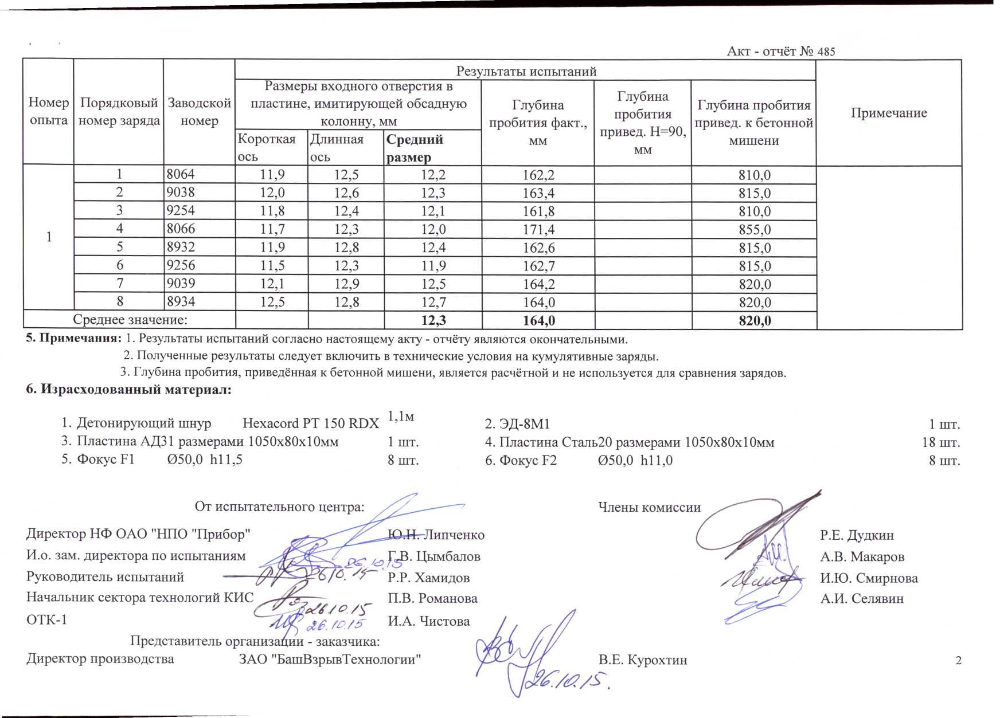 Акт - отчёт № 485
Результаты испытаний
Номер опыта
Порядковый номер заряда
Заводской номер
Размеры входного отверстия в пластине, имитирующей обсадную колонну, мм
Глубина пробития факт., мм
Глубина пробития привед. Н=90, мм
Глубина пробития привед. к бетонной мишени
Примечание
Короткая ось
Длинная ось
Средний размер
1
1 8064 11,9 12,5 12,2 162,2 810,0
2 9038 12,0 12,6 12,3 163,4 815,0
3 9254 11,8 12,4 12,1 161,8 810,0
4 8066 11,7 12,3 12,0 171,4 855,0
5 8932 11,9 12,8 12,4 162,6 815,0
6 9256 11,5 12,3 11,9 162,7 815,0
7 9039 12,1 12,9 12,5 164,2 820,0
8 8934 12,5 12,8 12,7 164,0 820,0
Среднее значение: 12,3 164,0 820,0
5. Примечания: 1. Результаты испытаний согласно настоящему акту - отчёту являются окончательными.
2. Полученные результаты следует включить в технические условия на кумулятивные заряды.
3. Глубина пробития, приведённая к бетонной мишени, является расчётной и не используется для сравнения зарядов.
6. Израсходованный материал:
1. Детонирующий шнур Hexacord PT 150 RDX 1,1м 2. ЭД-8М1 1 шт.
3. Пластина АД31 размерами 1050х80х10мм 1 шт. 4. Пластина Сталь20 размерами 1050х80х10мм 18 шт.
5. Фокус F1 Ø50,0 h11,5 8 шт. 6. Фокус F2 Ø50,0 h11,0 8 шт.
От испытательного центра: Члены комиссии
Директор НФ ОАО "НПО "Прибор" Ю.Н. Липченко Р.Е. Дудкин
И.о. зам. директора по испытаниям 26.10.15 Г.В. Цымбалов А.В. Макаров
Руководитель испытаний 26.10.15 Р.Р. Хамидов И.Ю. Смирнова
Начальник сектора технологий КИС 26.10.15 П.В. Романова А.И. Селявин
ОТК-1 26.10.15 И.А. Чистова
Представитель организации - заказчика:
Директор производства ЗАО "БашВзрывТехнологии" В.Е. Курохтин 2
26.10.15.